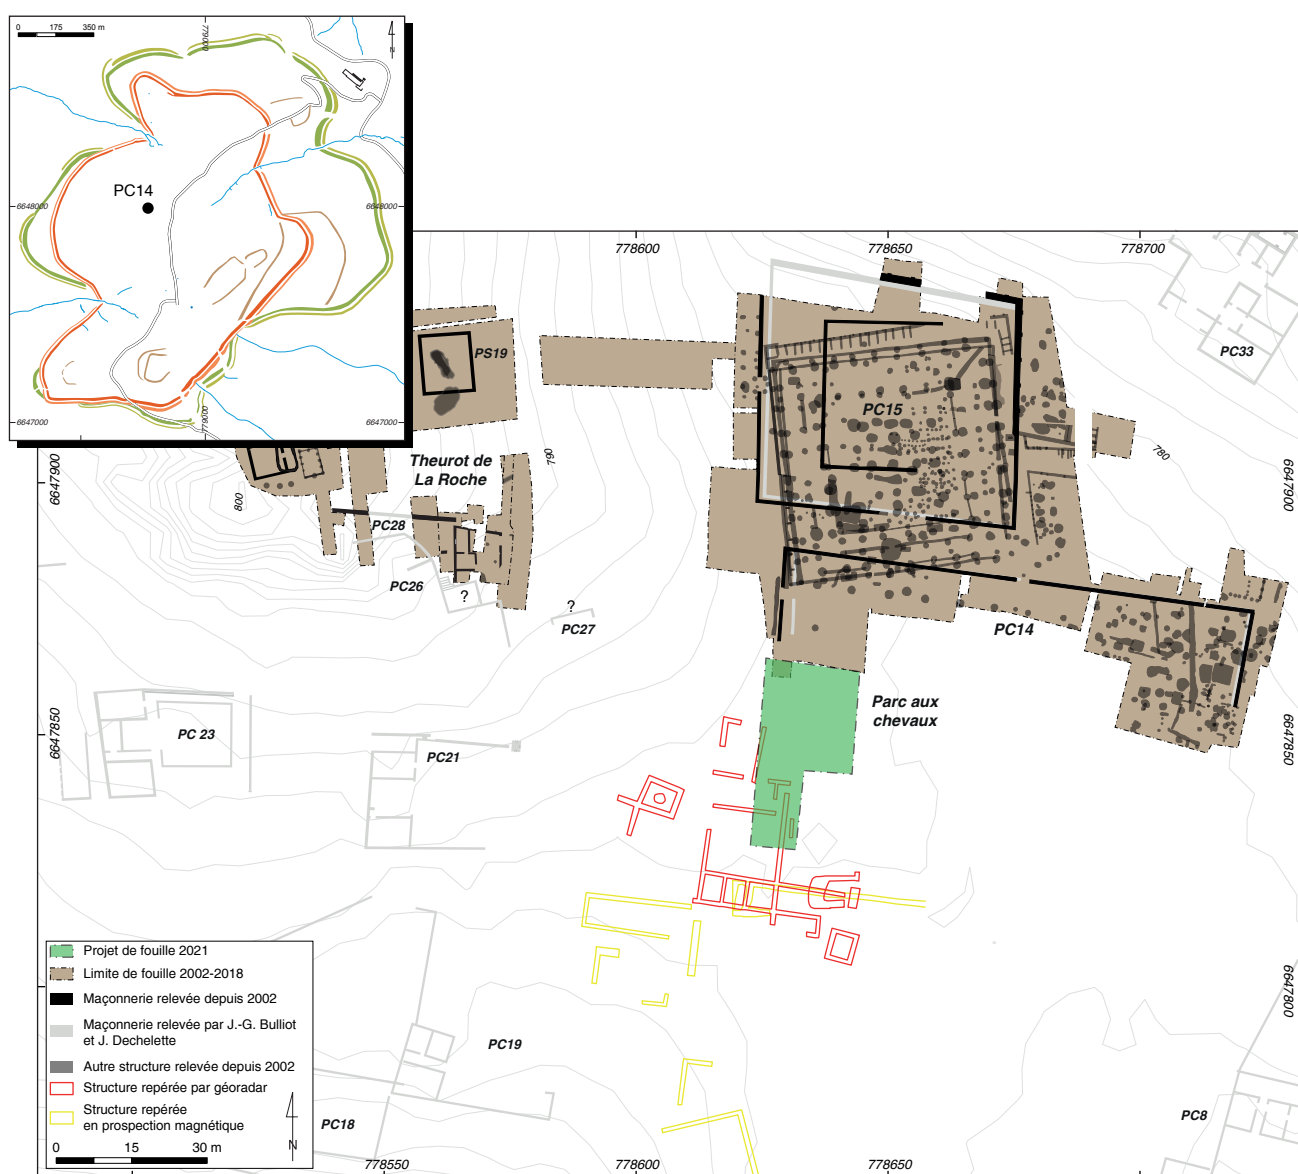 0 175 350 m
779000
N
PC14
6648000
6648000
6647000
6647000
779000
778600
778650
778700
PS19
PC15
PC33
Theurot de
La Roche
760
780
800
6647900
6647900
PC28
PC26
?
?
PC27
PC14
Parc aux
chevaux
PC 23
PC21
6647850
6647850
6647800
PC19
PC18
PC8
Projet de fouille 2021
Limite de fouille 2002-2018
Maçonnerie relevée depuis 2002
Maçonnerie relevée par J.-G. Bulliot
et J. Dechelette
Autre structure relevée depuis 2002
Structure repérée par géoradar
Structure repérée
en prospection magnétique
N
0 15 30 m
778550
778600
778650